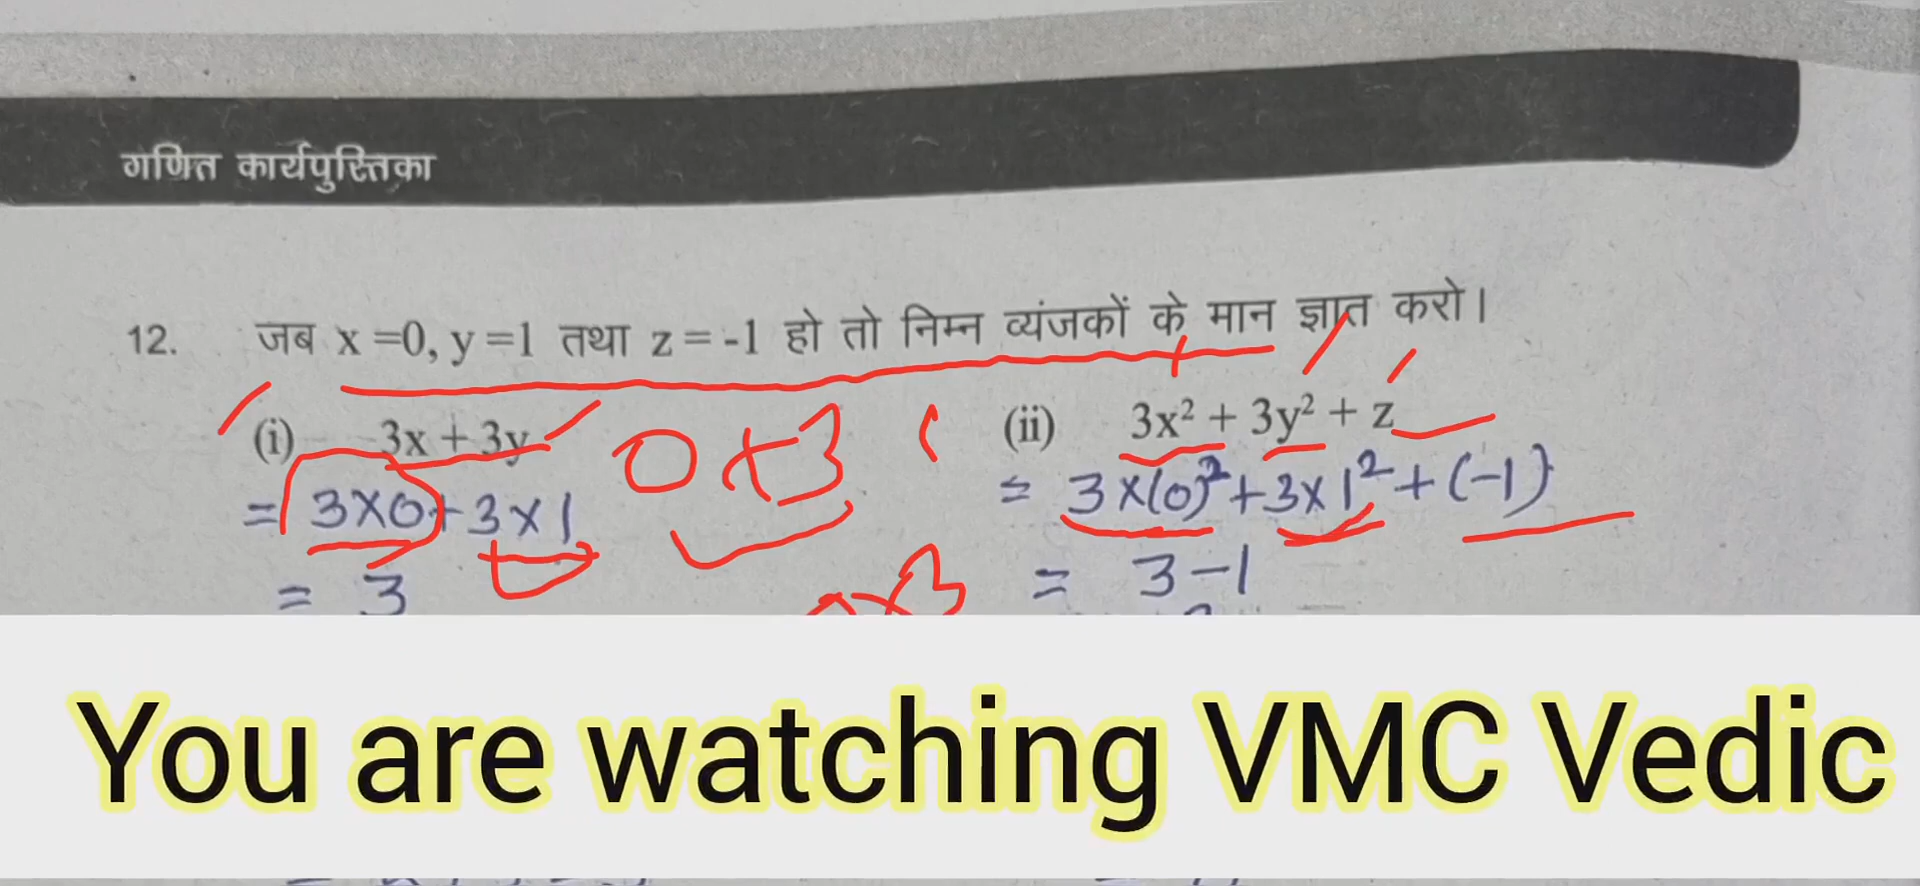 गणित कार्यपुस्तिका
12. जब x =0, y =1 तथा z = -1 हो तो निम्न व्यंजकों के मान ज्ञात करो।
(i) 3x + 3y 0+3
(ii) 3x² + 3y² + z
= 3×0+3×1
= 3×(0)²+3×1²+(-1)
= 3
= 3-1
You are watching VMC Vedic